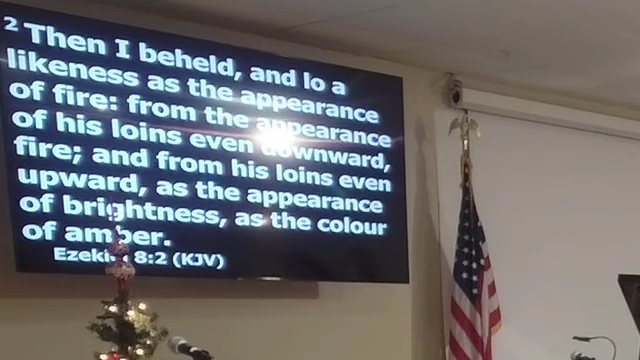 2 Then I beheld, and lo a
likeness as the appearance
of fire: from the appearance
of his loins even downward,
fire; and from his loins even
upward, as the appearance
of brightness, as the colour
of amber.
Ezekiel 8:2 (KJV)